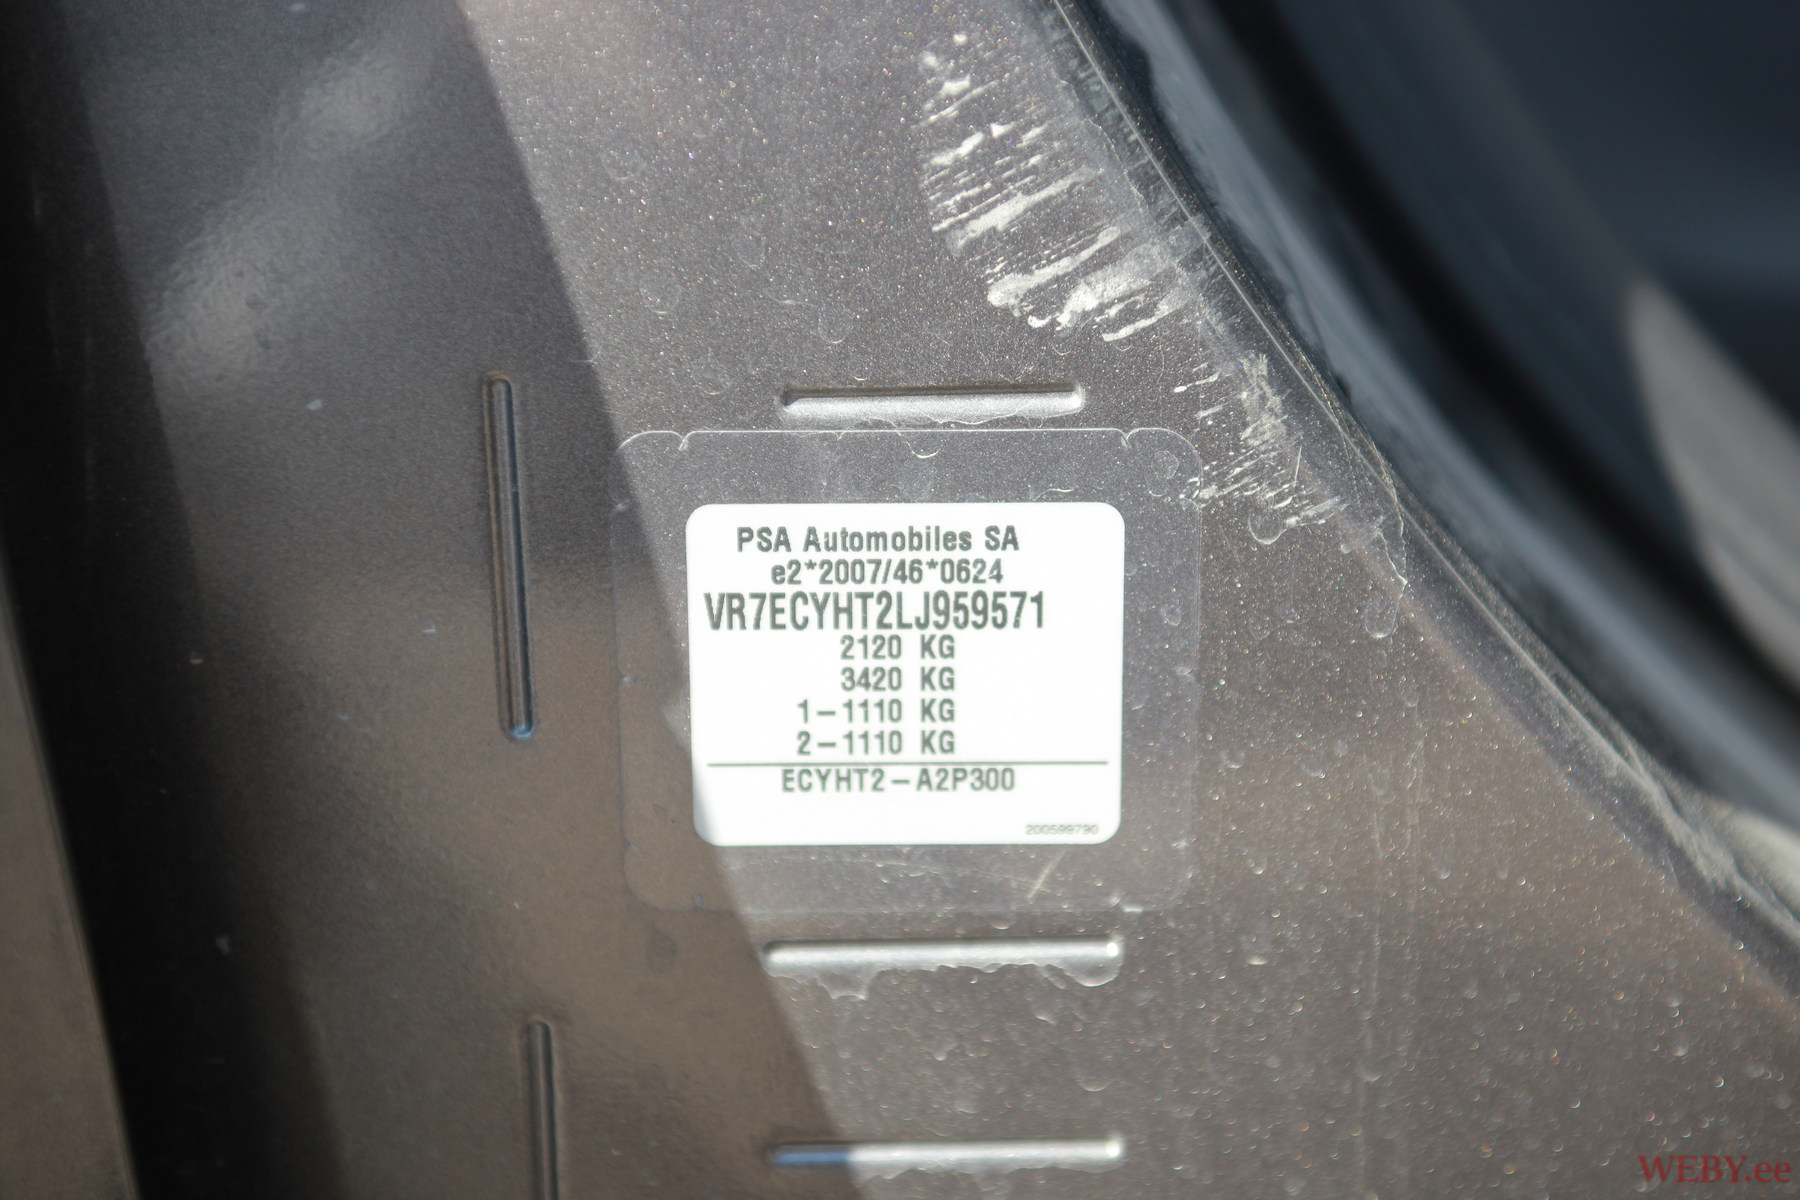 PSA Automobiles SA
e2*2007/46*0624
VR7ECYHT2LJ959571
2120 KG
3420 KG
1-1110 KG
2-1110 KG
ECYHT2-A2P300
200599790
WEBY.ee